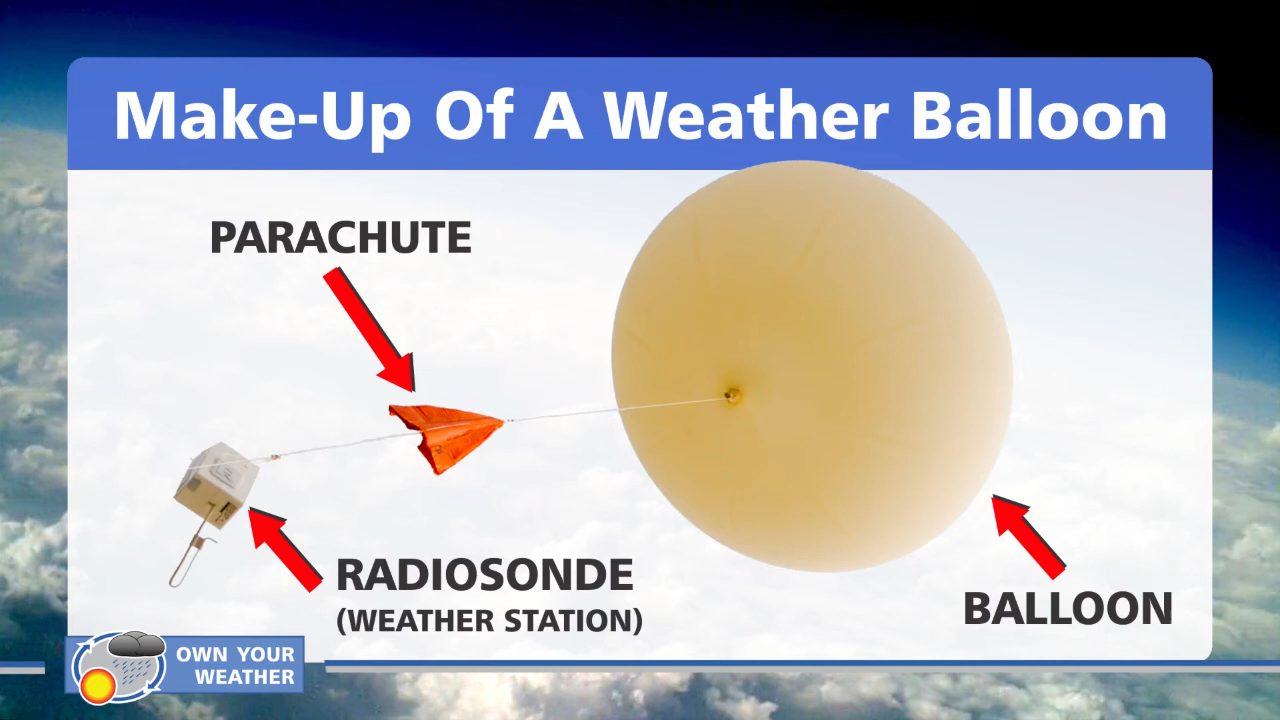 Make-Up Of A Weather Balloon
PARACHUTE
RADIOSONDE
(WEATHER STATION)
BALLOON
OWN YOUR
WEATHER